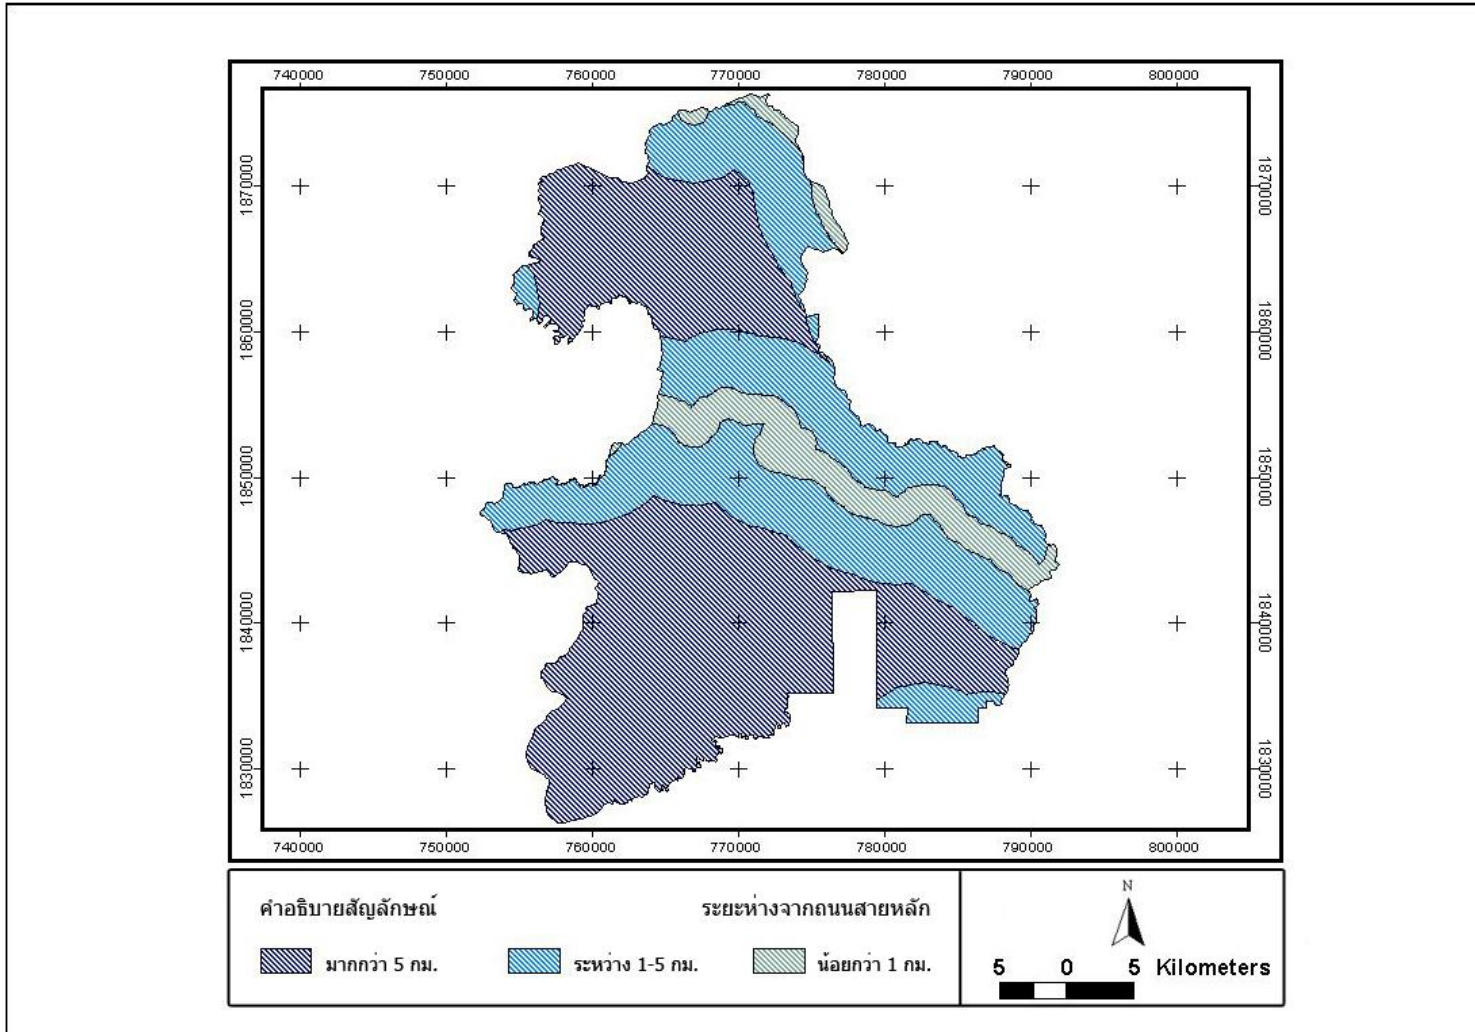 740000 750000 760000 770000 780000 790000 800000
1870000 1870000
1860000 1860000
1850000 1850000
1840000 1840000
1830000 1830000
740000 750000 760000 770000 780000 790000 800000
คำอธิบายสัญลักษณ์ ระยะห่างจากถนนสายหลัก
มากกว่า 5 กม. ระหว่าง 1-5 กม. น้อยกว่า 1 กม.
N
5 0 5 Kilometers